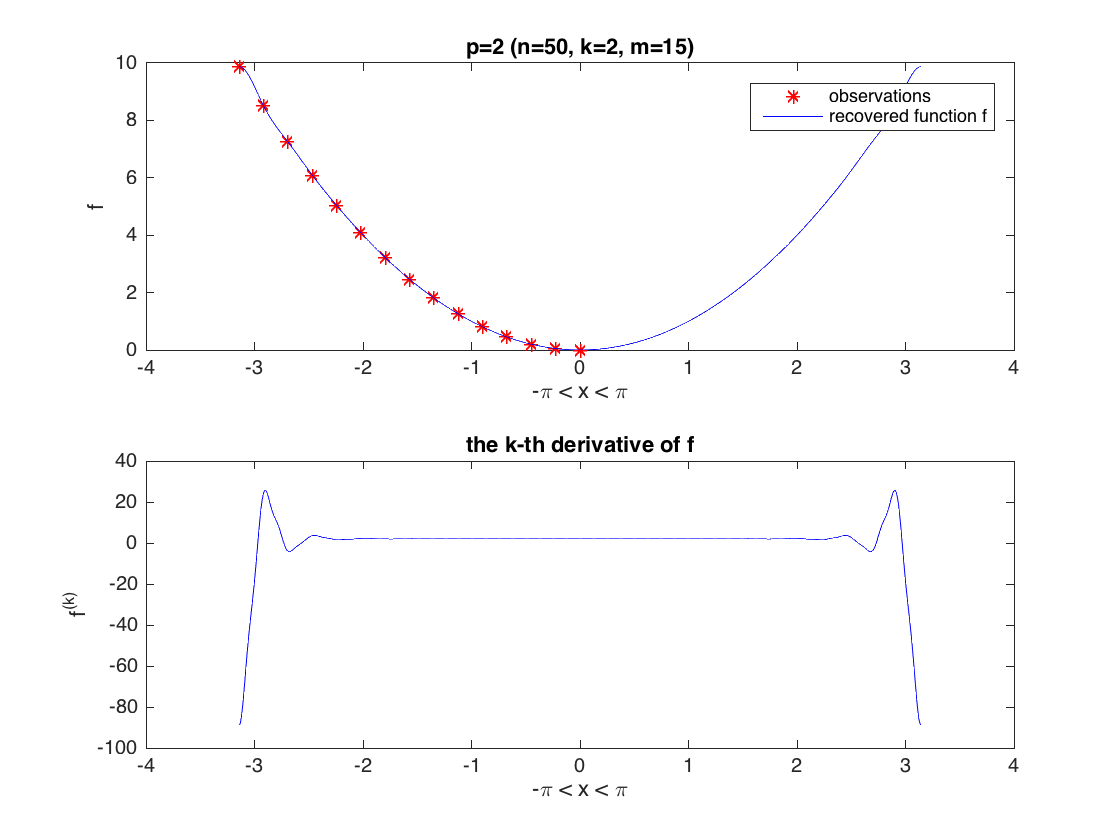 p=2 (n=50, k=2, m=15)
10
8
6
4
2
0
f
observations
recovered function f
-4 -3 -2 -1 0 1 2 3 4
-π < x < π
the k-th derivative of f
40
20
0
-20
-40
-60
-80
-100
f(k)
-4 -3 -2 -1 0 1 2 3 4
-π < x < π